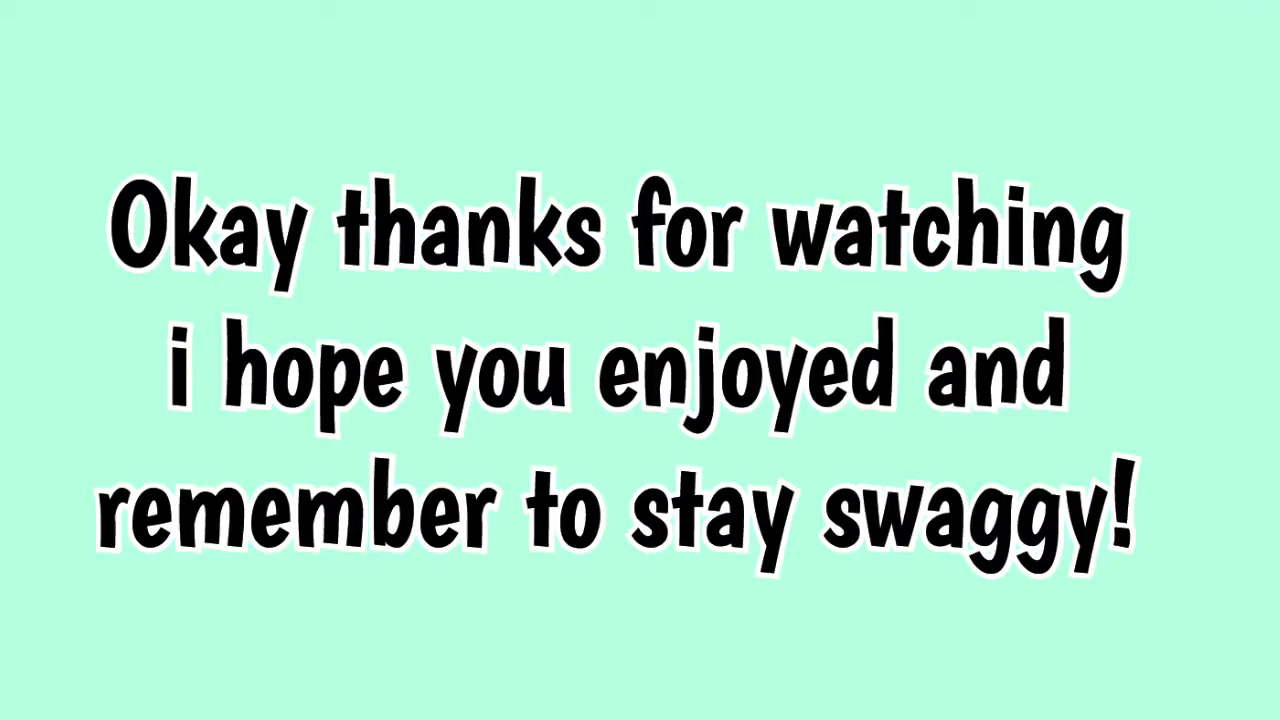 Okay thanks for watching
i hope you enjoyed and
remember to stay swaggy!